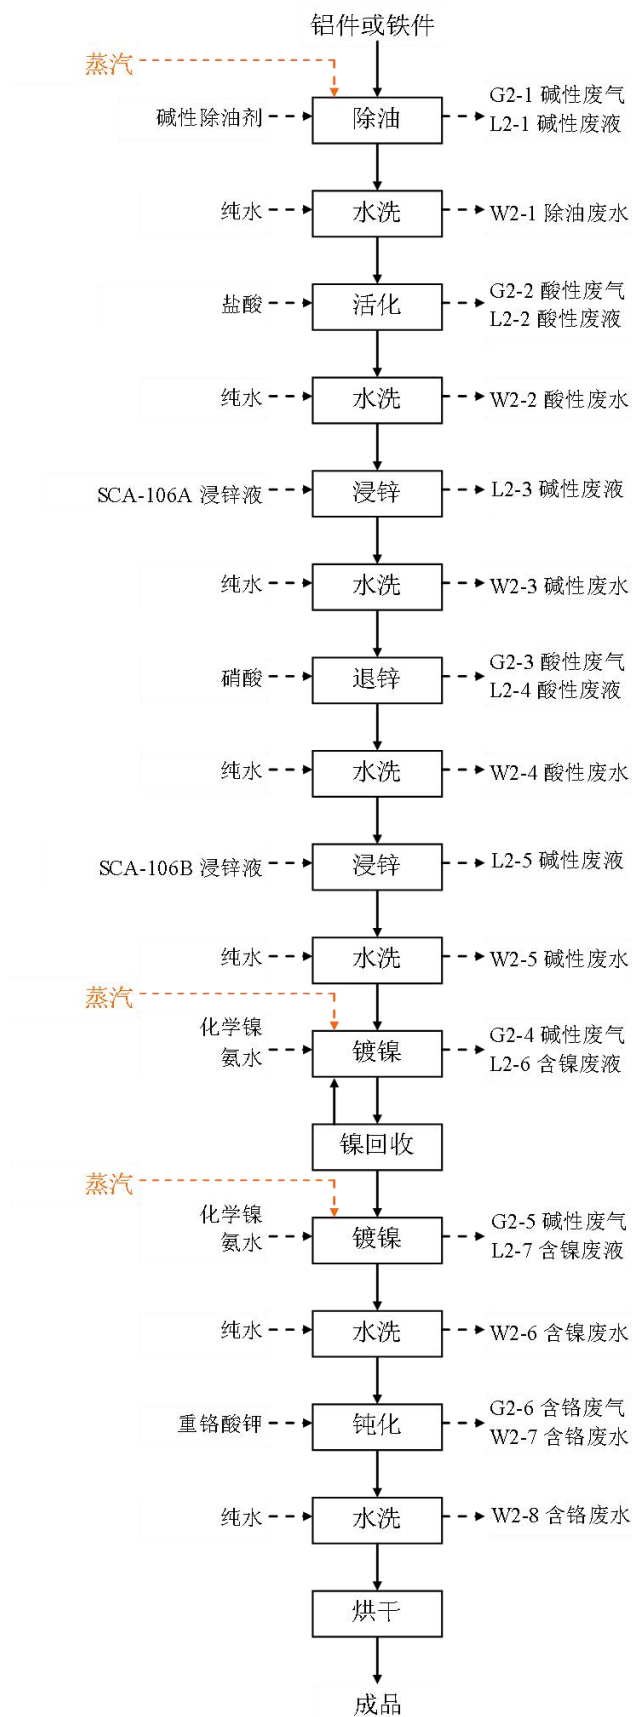 铝件或铁件
蒸汽
碱性除油剂
除油
G2-1 碱性废气
L2-1 碱性废液
纯水
水洗
W2-1 除油废水
盐酸
活化
G2-2 酸性废气
L2-2 酸性废液
纯水
水洗
W2-2 酸性废水
SCA-106A 浸锌液
浸锌
L2-3 碱性废液
纯水
水洗
W2-3 碱性废水
硝酸
退锌
G2-3 酸性废气
L2-4 酸性废液
纯水
水洗
W2-4 酸性废水
SCA-106B 浸锌液
浸锌
L2-5 碱性废液
纯水
水洗
W2-5 碱性废水
蒸汽
化学镍
氨水
镀镍
G2-4 碱性废气
L2-6 含镍废液
镍回收
蒸汽
化学镍
氨水
镀镍
G2-5 碱性废气
L2-7 含镍废液
纯水
水洗
W2-6 含镍废水
重铬酸钾
钝化
G2-6 含铬废气
W2-7 含铬废水
纯水
水洗
W2-8 含铬废水
烘干
成品